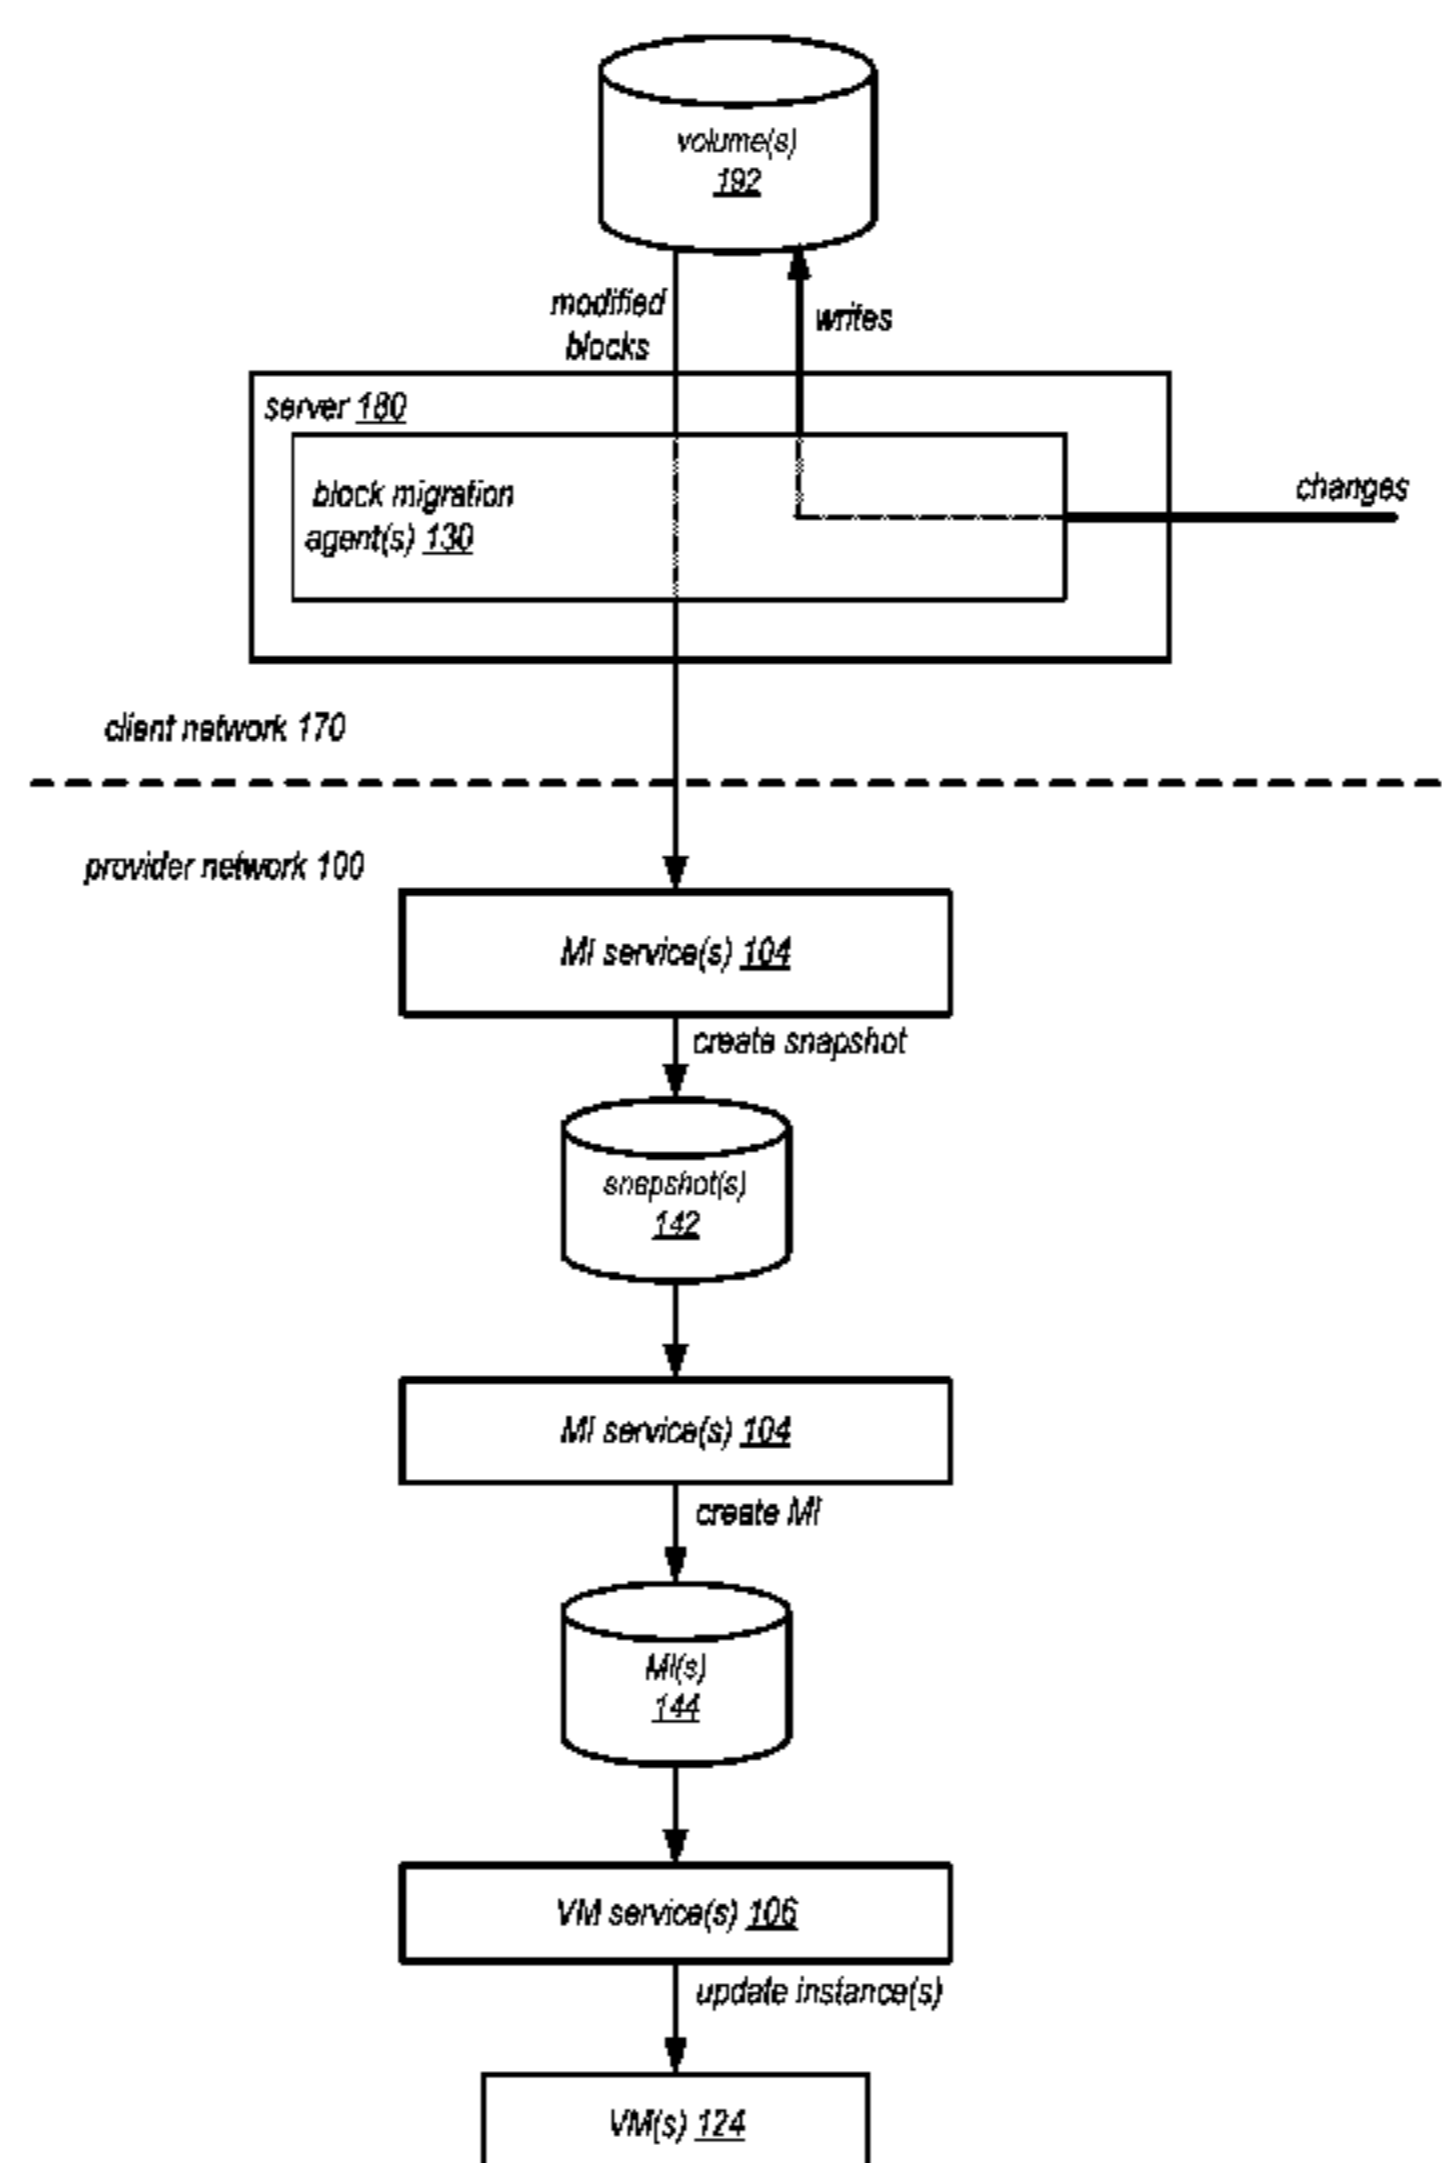 volume(s)
192
modified
blocks
writes
server 180
block migration
agent(s) 130
changes
client network 170
provider network 100
MI service(s) 104
create snapshot
snapshot(s)
142
MI service(s) 104
create MI
MI(s)
144
VM service(s) 106
update instance(s)
VM(s) 124